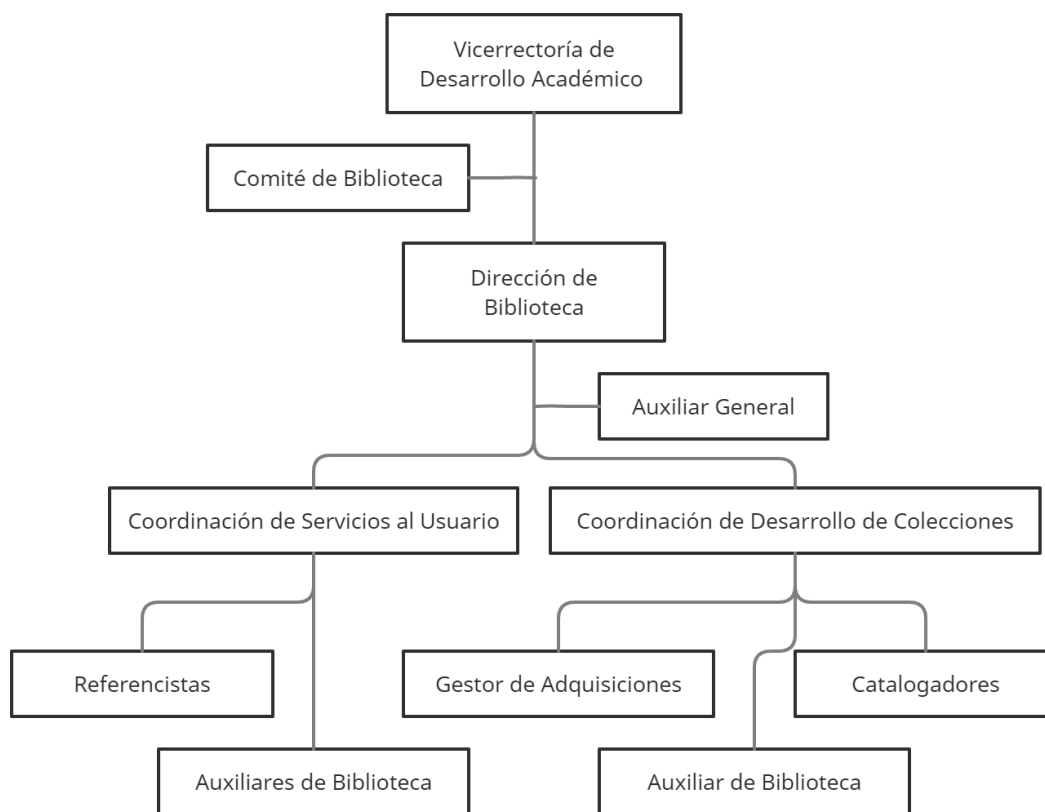 Vicerrectoría de
Desarrollo Académico
Comité de Biblioteca
Dirección de
Biblioteca
Auxiliar General
Coordinación de Servicios al Usuario
Coordinación de Desarrollo de Colecciones
Referencistas
Gestor de Adquisiciones
Catalogadores
Auxiliares de Biblioteca
Auxiliar de Biblioteca